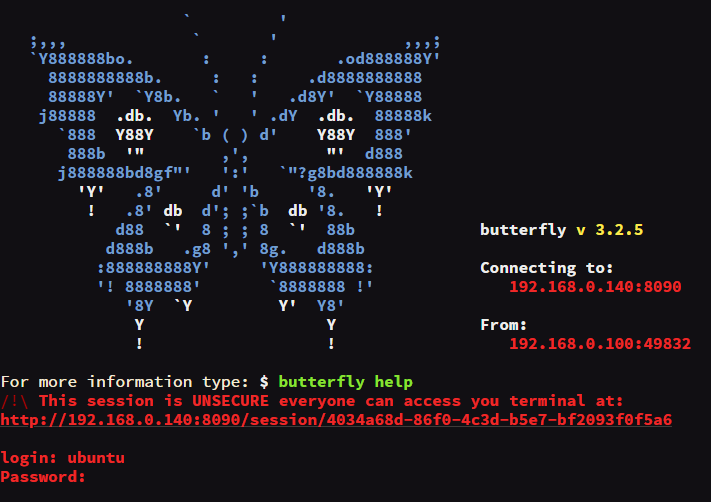 butterfly v 3.2.5
Connecting to:
192.168.0.140:8090
From:
192.168.0.100:49832
For more information type: $ butterfly help
/!\ This session is UNSECURE everyone can access you terminal at:
http://192.168.0.140:8090/session/4034a68d-86f0-4c3d-b5e7-bf2093f0f5a6
login: ubuntu
Password: